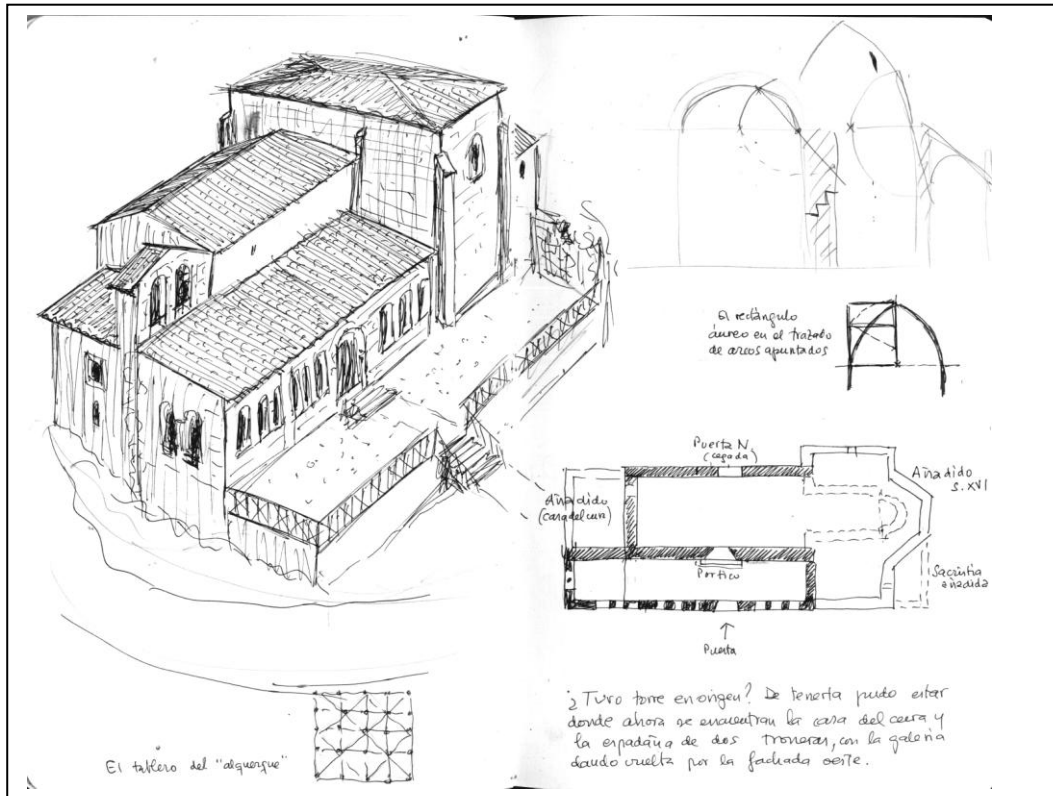 El rectángulo
áureo en el trazado
de arcos apuntados
Puerta N
(cegada)
Añadido
s. XVI
Añadido
(casa del cura)
Pórtico
Sacristía
añadida
Puerta
¿Tuvo torre en origen? De tenerla pudo estar
donde ahora se encuentran la casa del cura y
la espadaña de dos troneras, con la galería
dando vuelta por la fachada oeste.
El tablero del "alquerque"